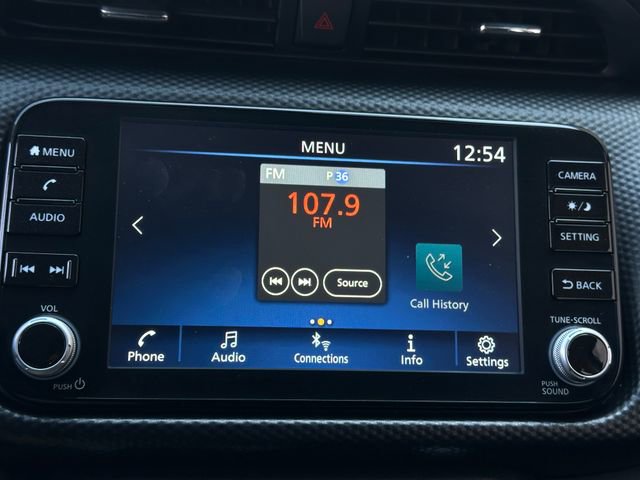 MENU
AUDIO
VOL
PUSH
MENU 12:54
FM P 36
107.9
FM
Source
Call History
Phone
Audio
Connections
Info
Settings
CAMERA
SETTING
BACK
TUNE·SCROLL
PUSH
SOUND